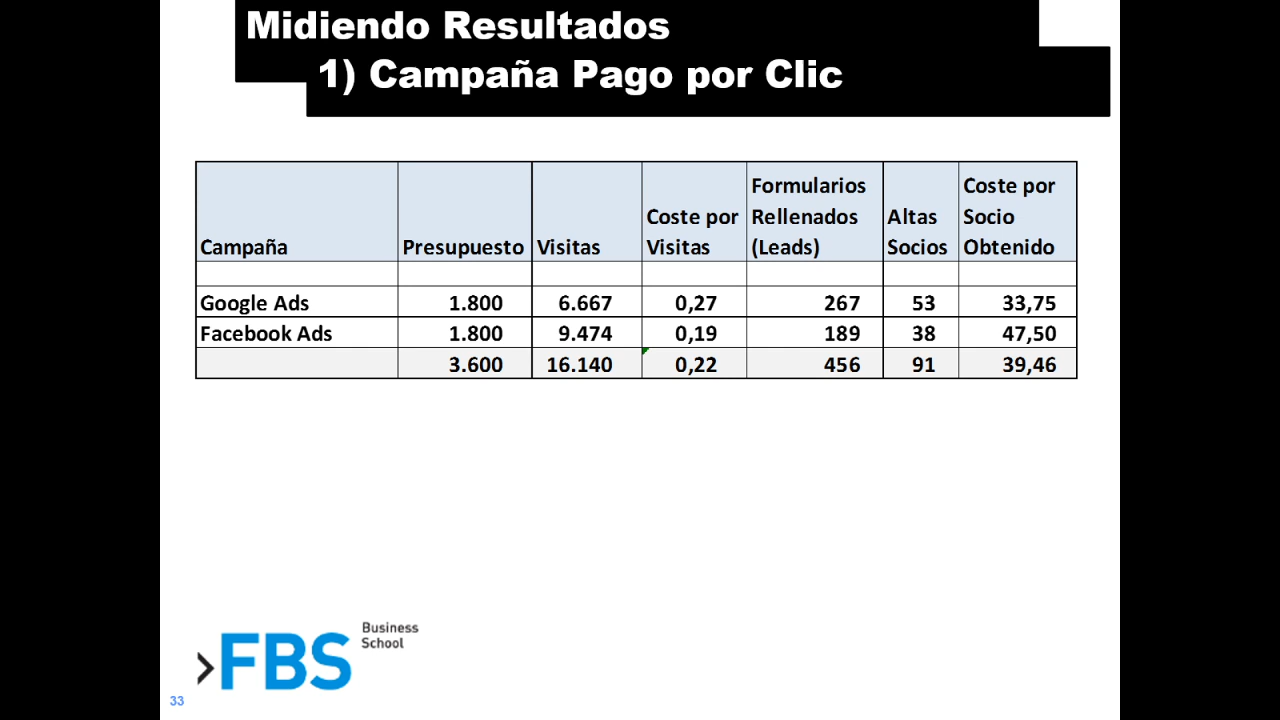 Midiendo Resultados
1) Campaña Pago por Clic
Campaña Presupuesto Visitas Coste por Visitas Formularios Rellenados (Leads) Altas Socios Coste por Socio Obtenido
Google Ads 1.800 6.667 0,27 267 53 33,75
Facebook Ads 1.800 9.474 0,19 189 38 47,50
3.600 16.140 0,22 456 91 39,46
FBS Business School
33